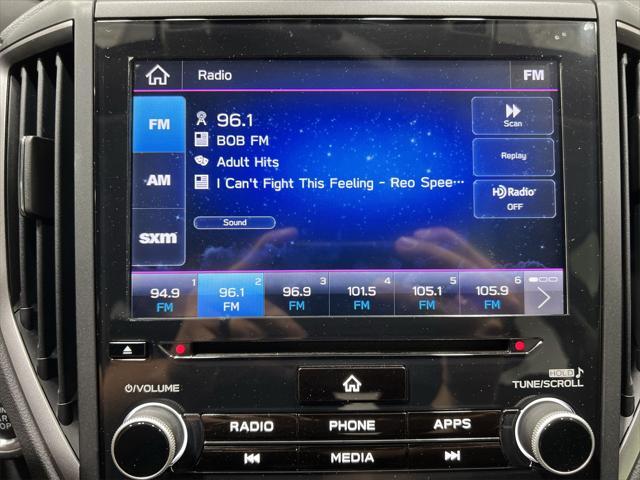 Radio FM
FM
96.1
Scan
BOB FM
AM
Adult Hits
Replay
I Can't Fight This Feeling - Reo Spee...
HD Radio
OFF
Sound
sxm
1 2 3 4 5 6
94.9 96.1 96.9 101.5 105.1 105.9
FM FM FM FM FM FM
HOLD
VOLUME TUNE/SCROLL
RADIO PHONE APPS
MEDIA